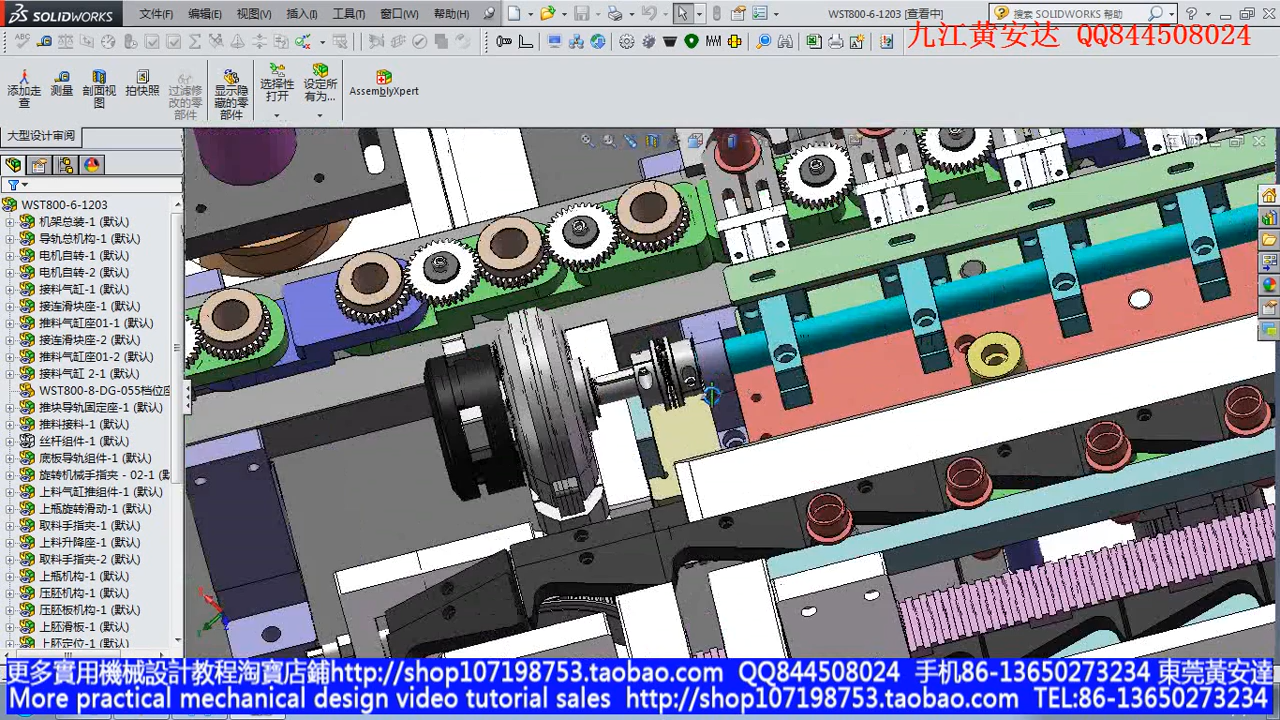 SOLIDWORKS
文件(F)
编辑(E)
视图(V)
插入(I)
工具(T)
窗口(W)
帮助(H)
WST800-6-1203 [查看中]
搜索 SOLIDWORKS 帮助
九江黄安达 QQ844508024
添加走查
测量
剖面视图
拍快照
过滤修改的零部件
显示隐藏的零部件
选择性打开
设定所有为...
AssemblyXpert
大型设计审阅
WST800-6-1203
机架总装-1 (默认)
导轨总机构-1 (默认)
电机自转-1 (默认)
电机自转-2 (默认)
接料气缸-1 (默认)
接连滑块座-1 (默认)
推料气缸座01-1 (默认)
接连滑块座-2 (默认)
推料气缸座01-2 (默认)
接料气缸 2-1 (默认)
WST800-8-DG-055档位座
推块导轨固定座-1 (默认)
推料接料-1 (默认)
丝杆组件-1 (默认)
底板导轨组件-1 (默认)
旋转机械手指夹 - 02-1 (默
上料气缸推组件-1 (默认)
上瓶旋转滑动-1 (默认)
取料手指夹-1 (默认)
上料升降座-1 (默认)
取料手指夹-2 (默认)
上瓶机构-1 (默认)
压胚机构-1 (默认)
压胚板机构-1 (默认)
上胚滑板-1 (默认)
上胚定位-1 (默认)
更多實用機械設計教程淘寶店鋪http://shop107198753.taobao.com QQ844508024 手机86-13650273234 東莞黃安達
More practical mechanical design video tutorial sales http://shop107198753.taobao.com TEL:86-13650273234